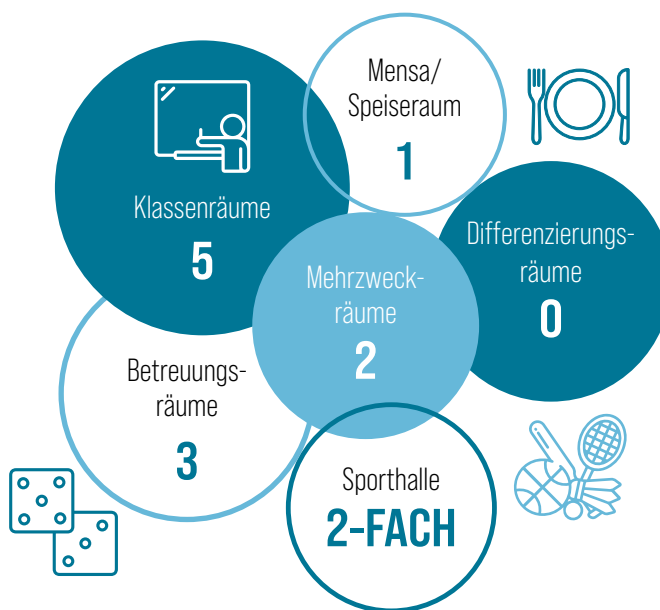 Mensa/
Speiseraum
1
Klassenräume
5
Differenzierungs-
räume
0
Mehrzweck-
räume
2
Betreuungs-
räume
3
Sporthalle
2-FACH